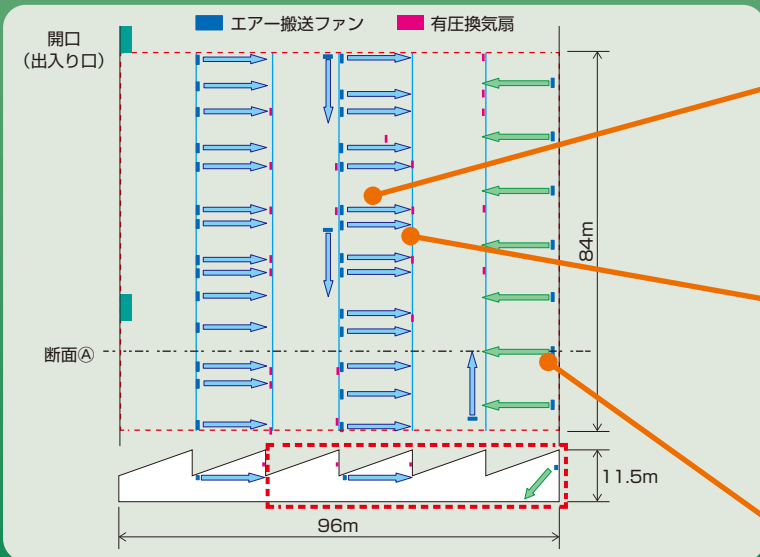 エアー搬送ファン
有圧換気扇
開口
(出入り口)
84m
断面Ⓐ
11.5m
96m